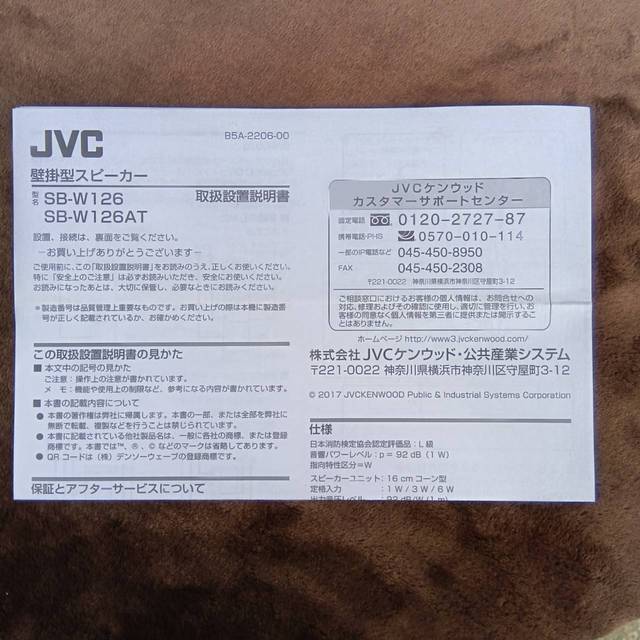 JVC
B5A-2206-00
壁掛型スピーカー
型名 SB-W126
SB-W126AT
取扱設置説明書
設置、接続は、裏面をご覧ください。
−お買い上げありがとうございます−
ご使用前に、この「取扱設置説明書」をお読みのうえ、正しくお使いください。
特に「安全上のご注意」は必ずお読みいただき、安全にお使いください。
お読みになったあとは、大切に保管し、必要なときにお読みください。
*製造番号は品質管理上重要なものです。お買い上げの際は本機に製造番
号が正しく記載されているか、お確かめください。
この取扱設置説明書の見かた
■ 本文中の記号の見かた
ご注意：操作上の注意が書かれています。
メ モ：機能や使用上の制限など、参考になる内容が書かれています。
■ 本書の記載内容について
● 本書の著作権は弊社に帰属します。本書の一部、または全部を弊社に
無断で転載、複製などを行うことは禁じられています。
● 本書に記載されている他社製品名は、一般に各社の商標、または登録
商標です。本書では™、®、©などのマークは省略してあります。
● QRコードは（株）デンソーウェーブの登録商標です。
保証とアフターサービスについて
JVCケンウッド
カスタマーサポートセンター
固定電話 0120-2727-87
携帯電話・PHS 0570-010-114
一部のIP電話など 045-450-8950
FAX 045-450-2308
〒221-0022 神奈川県横浜市神奈川区守屋町3-12
ご相談窓口におけるお客様の個人情報は、お問合せへの
対応、修理およびその確認に使用し、適切に管理を行い、お
客様の同意なく個人情報を第三者に提供または開示するこ
とはありません。
ホームページ http://www3.jvckenwood.com/
株式会社 JVCケンウッド・公共産業システム
〒221-0022 神奈川県横浜市神奈川区守屋町3-12
© 2017 JVCKENWOOD Public & Industrial Systems Corporation
仕様
日本消防検定協会認定評価品：L級
音響パワーレベル：p = 92 dB (1 W)
指向特性区分＝W
スピーカーユニット：16 cm コーン型
定格入力 ：1 W / 3 W / 6 W
出力音圧レベル ：92 dB/W (1 m)